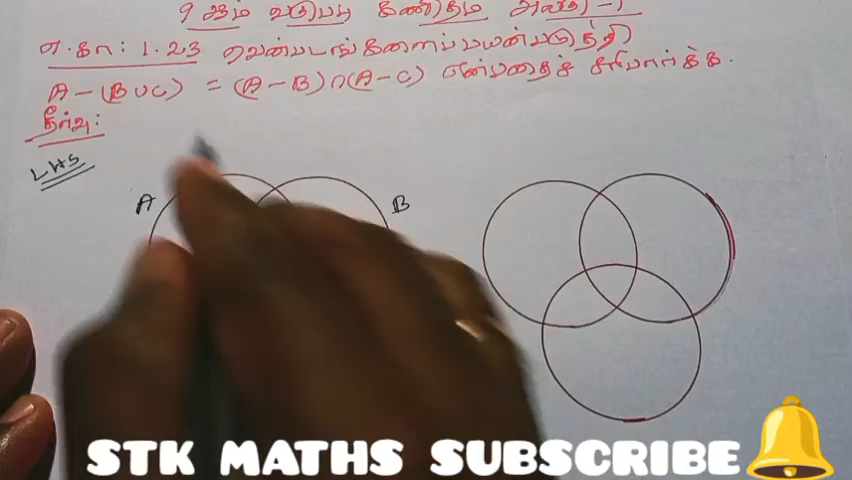 9 ஆம் வகுப்பு கணிதம் அலகு-1
எ.கா : 1.23 வென்படங்களைப் பயன்படுத்தி
A-(B∪C) = (A-B)∩(A-C) என்பதைச் சரிபார்க்க.
தீர்வு:
LHS
A
B
STK MATHS SUBSCRIBE